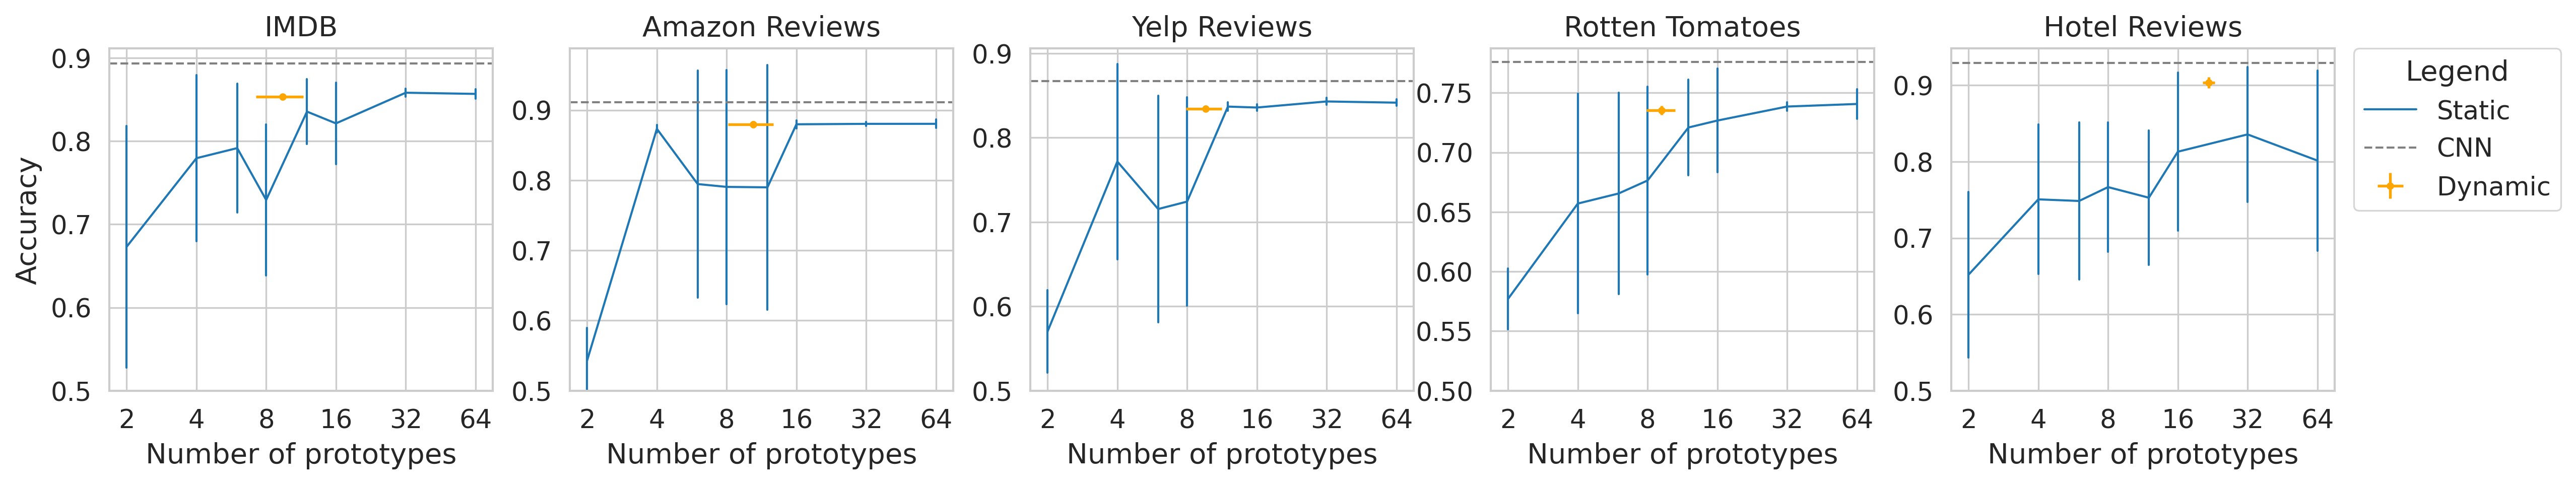 IMDB
Amazon Reviews
Yelp Reviews
Rotten Tomatoes
Hotel Reviews
Accuracy
0.9
0.8
0.7
0.6
0.5
2 4 8 16 32 64
Number of prototypes
0.9
0.8
0.7
0.6
0.5
2 4 8 16 32 64
Number of prototypes
0.9
0.8
0.7
0.6
0.5
2 4 8 16 32 64
Number of prototypes
0.75
0.70
0.65
0.60
0.55
0.50
2 4 8 16 32 64
Number of prototypes
0.9
0.8
0.7
0.6
0.5
2 4 8 16 32 64
Number of prototypes
Legend
Static
CNN
Dynamic